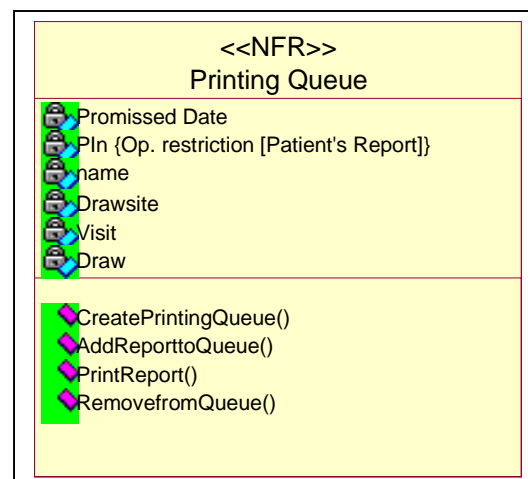 <<NFR>>
Printing Queue
Promissed Date
PIn {Op. restriction [Patient's Report]}
name
Drawsite
Visit
Draw
CreatePrintingQueue()
AddReporttoQueue()
PrintReport()
RemovefromQueue()